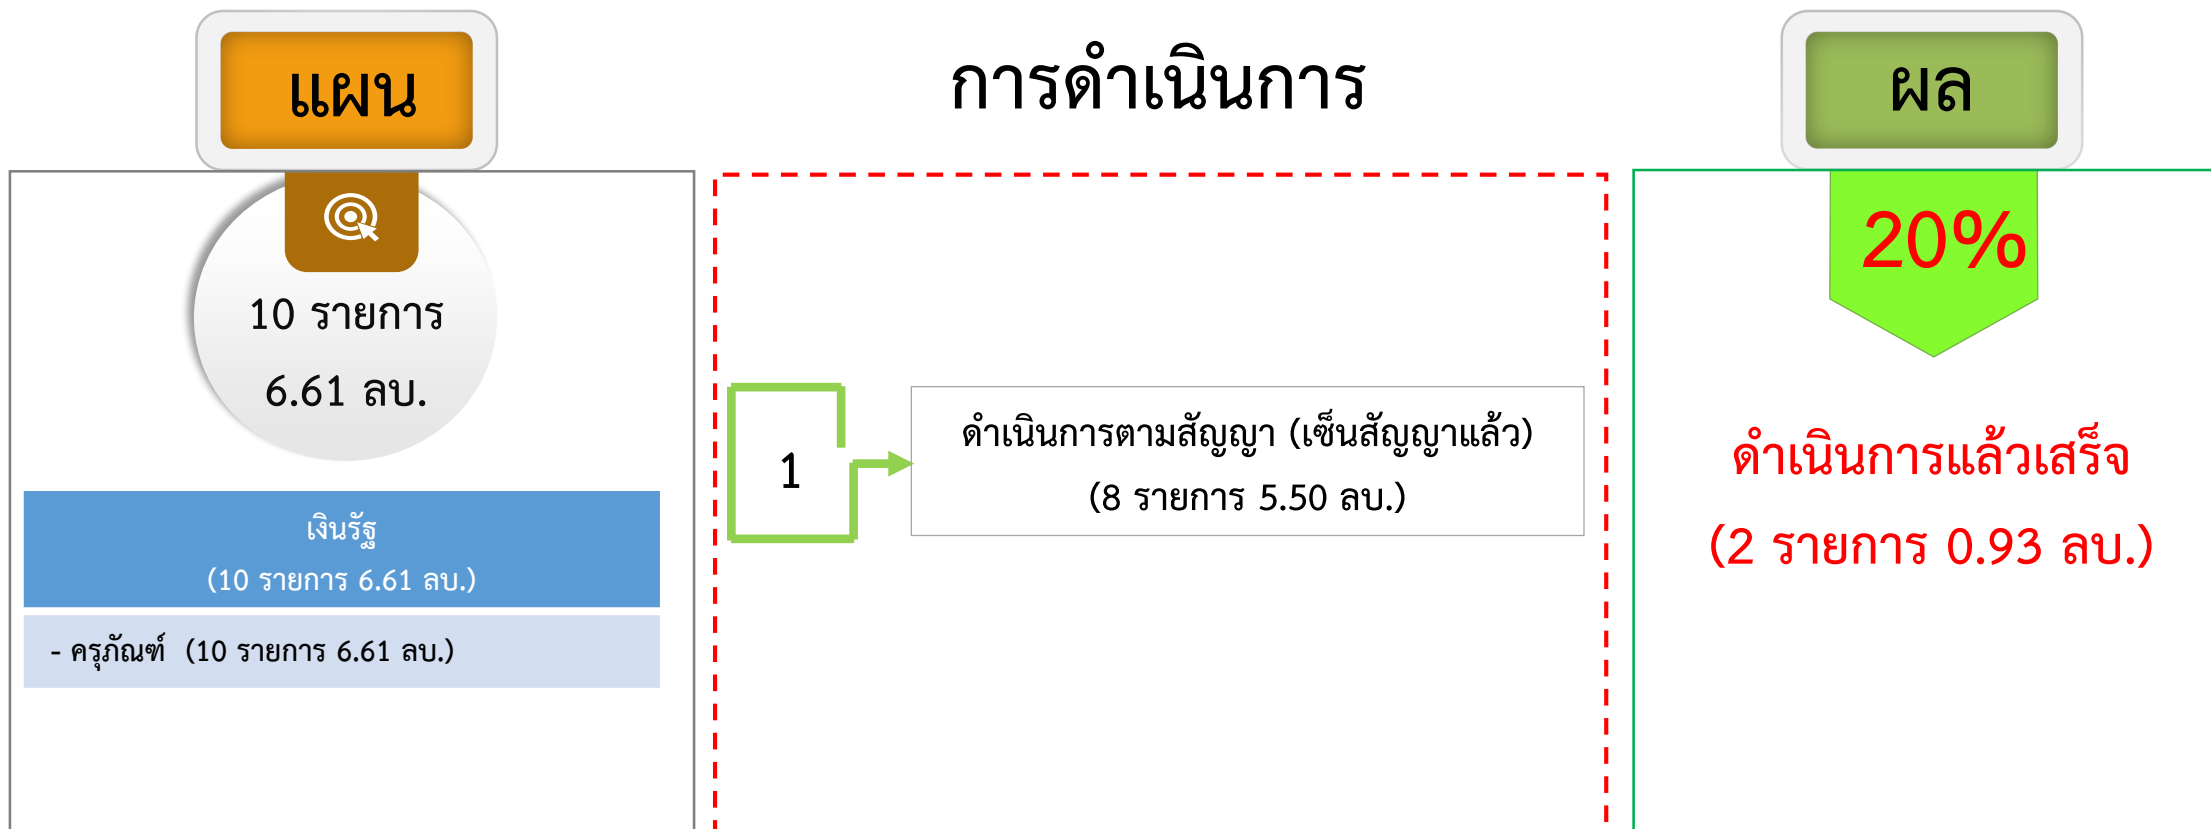 แผน
10 รายการ
6.61 ลบ.
เงินรัฐ
(10 รายการ 6.61 ลบ.)
- ครุภัณฑ์ (10 รายการ 6.61 ลบ.)
การดำเนินการ
1
ดำเนินการตามสัญญา (เซ็นสัญญาแล้ว)
(8 รายการ 5.50 ลบ.)
ผล
20%
ดำเนินการแล้วเสร็จ
(2 รายการ 0.93 ลบ.)